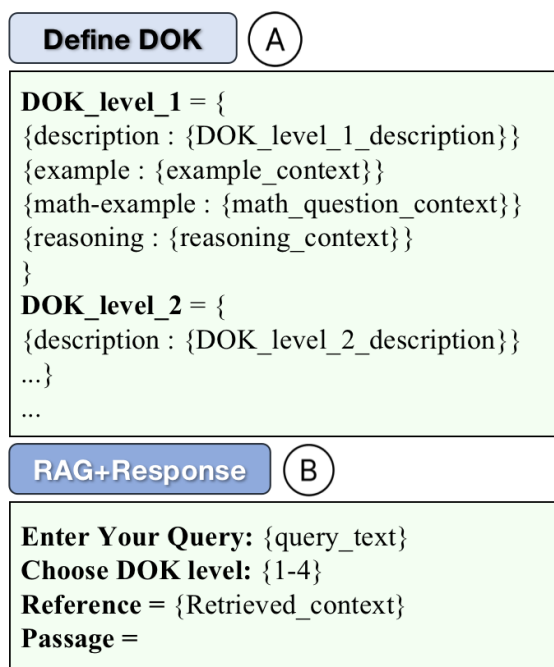 Define DOK A
DOK_level_1 = {
{description : {DOK_level_1_description}}
{example : {example_context}}
{math-example : {math_question_context}}
{reasoning : {reasoning_context}}
}
DOK_level_2 = {
{description : {DOK_level_2_description}}
...}
...
RAG+Response B
Enter Your Query: {query_text}
Choose DOK level: {1-4}
Reference = {Retrieved_context}
Passage =